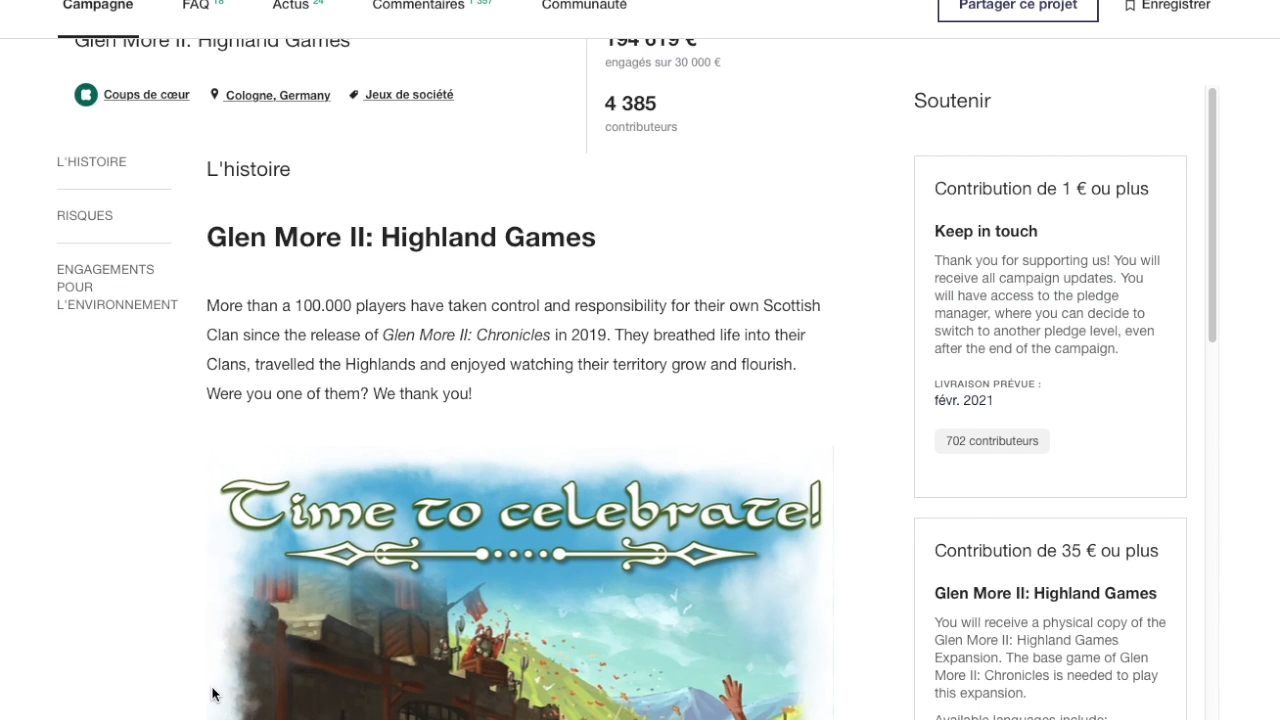 Campagne FAQ 18 Actus 24 Commentaires 1 357 Communauté Partager ce projet Enregistrer
Glen More II: Highland Games
194 619 €
engagés sur 30 000 €
Coups de cœur Cologne, Germany Jeux de société
4 385
contributeurs
L'HISTOIRE
RISQUES
ENGAGEMENTS
POUR
L'ENVIRONNEMENT
L'histoire
Glen More II: Highland Games
More than a 100.000 players have taken control and responsibility for their own Scottish
Clan since the release of Glen More II: Chronicles in 2019. They breathed life into their
Clans, travelled the Highlands and enjoyed watching their territory grow and flourish.
Were you one of them? We thank you!
Time to celebrate!
Soutenir
Contribution de 1 € ou plus
Keep in touch
Thank you for supporting us! You will
receive all campaign updates. You
will have access to the pledge
manager, where you can decide to
switch to another pledge level, even
after the end of the campaign.
LIVRAISON PRÉVUE :
févr. 2021
702 contributeurs
Contribution de 35 € ou plus
Glen More II: Highland Games
You will receive a physical copy of the
Glen More II: Highland Games
Expansion. The base game of Glen
More II: Chronicles is needed to play
this expansion.
Available languages include: